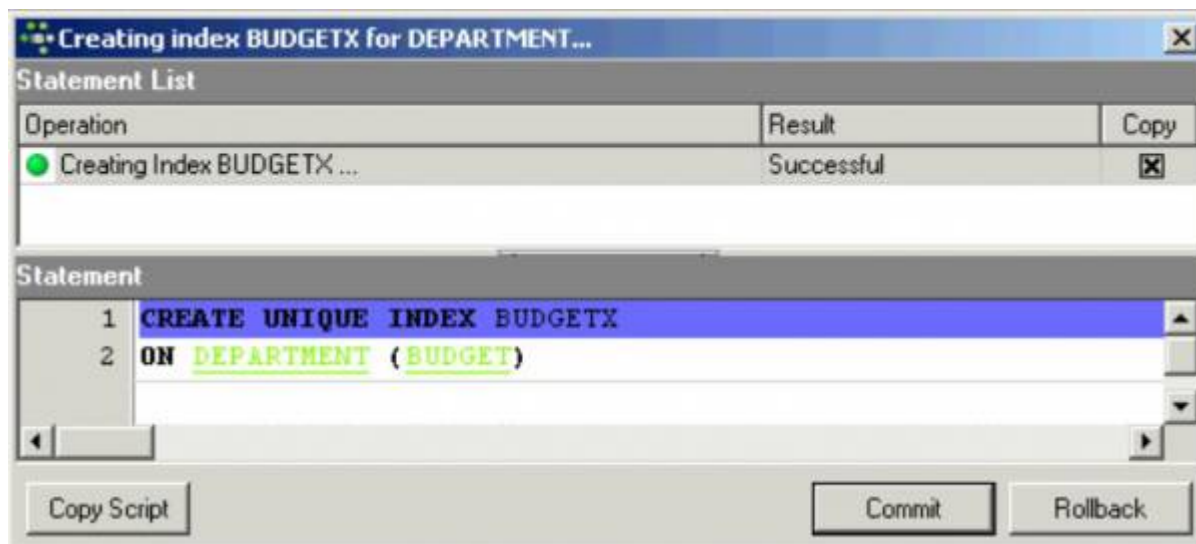 Creating index BUDGETX for DEPARTMENT...
Statement List
Operation Result Copy
Creating Index BUDGETX ... Successful
Statement
1 CREATE UNIQUE INDEX BUDGETX
2 ON DEPARTMENT (BUDGET)
Copy Script Commit Rollback